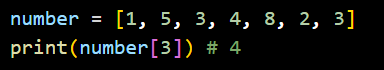 number = [1, 5, 3, 4, 8, 2, 3]
print(number[3]) # 4